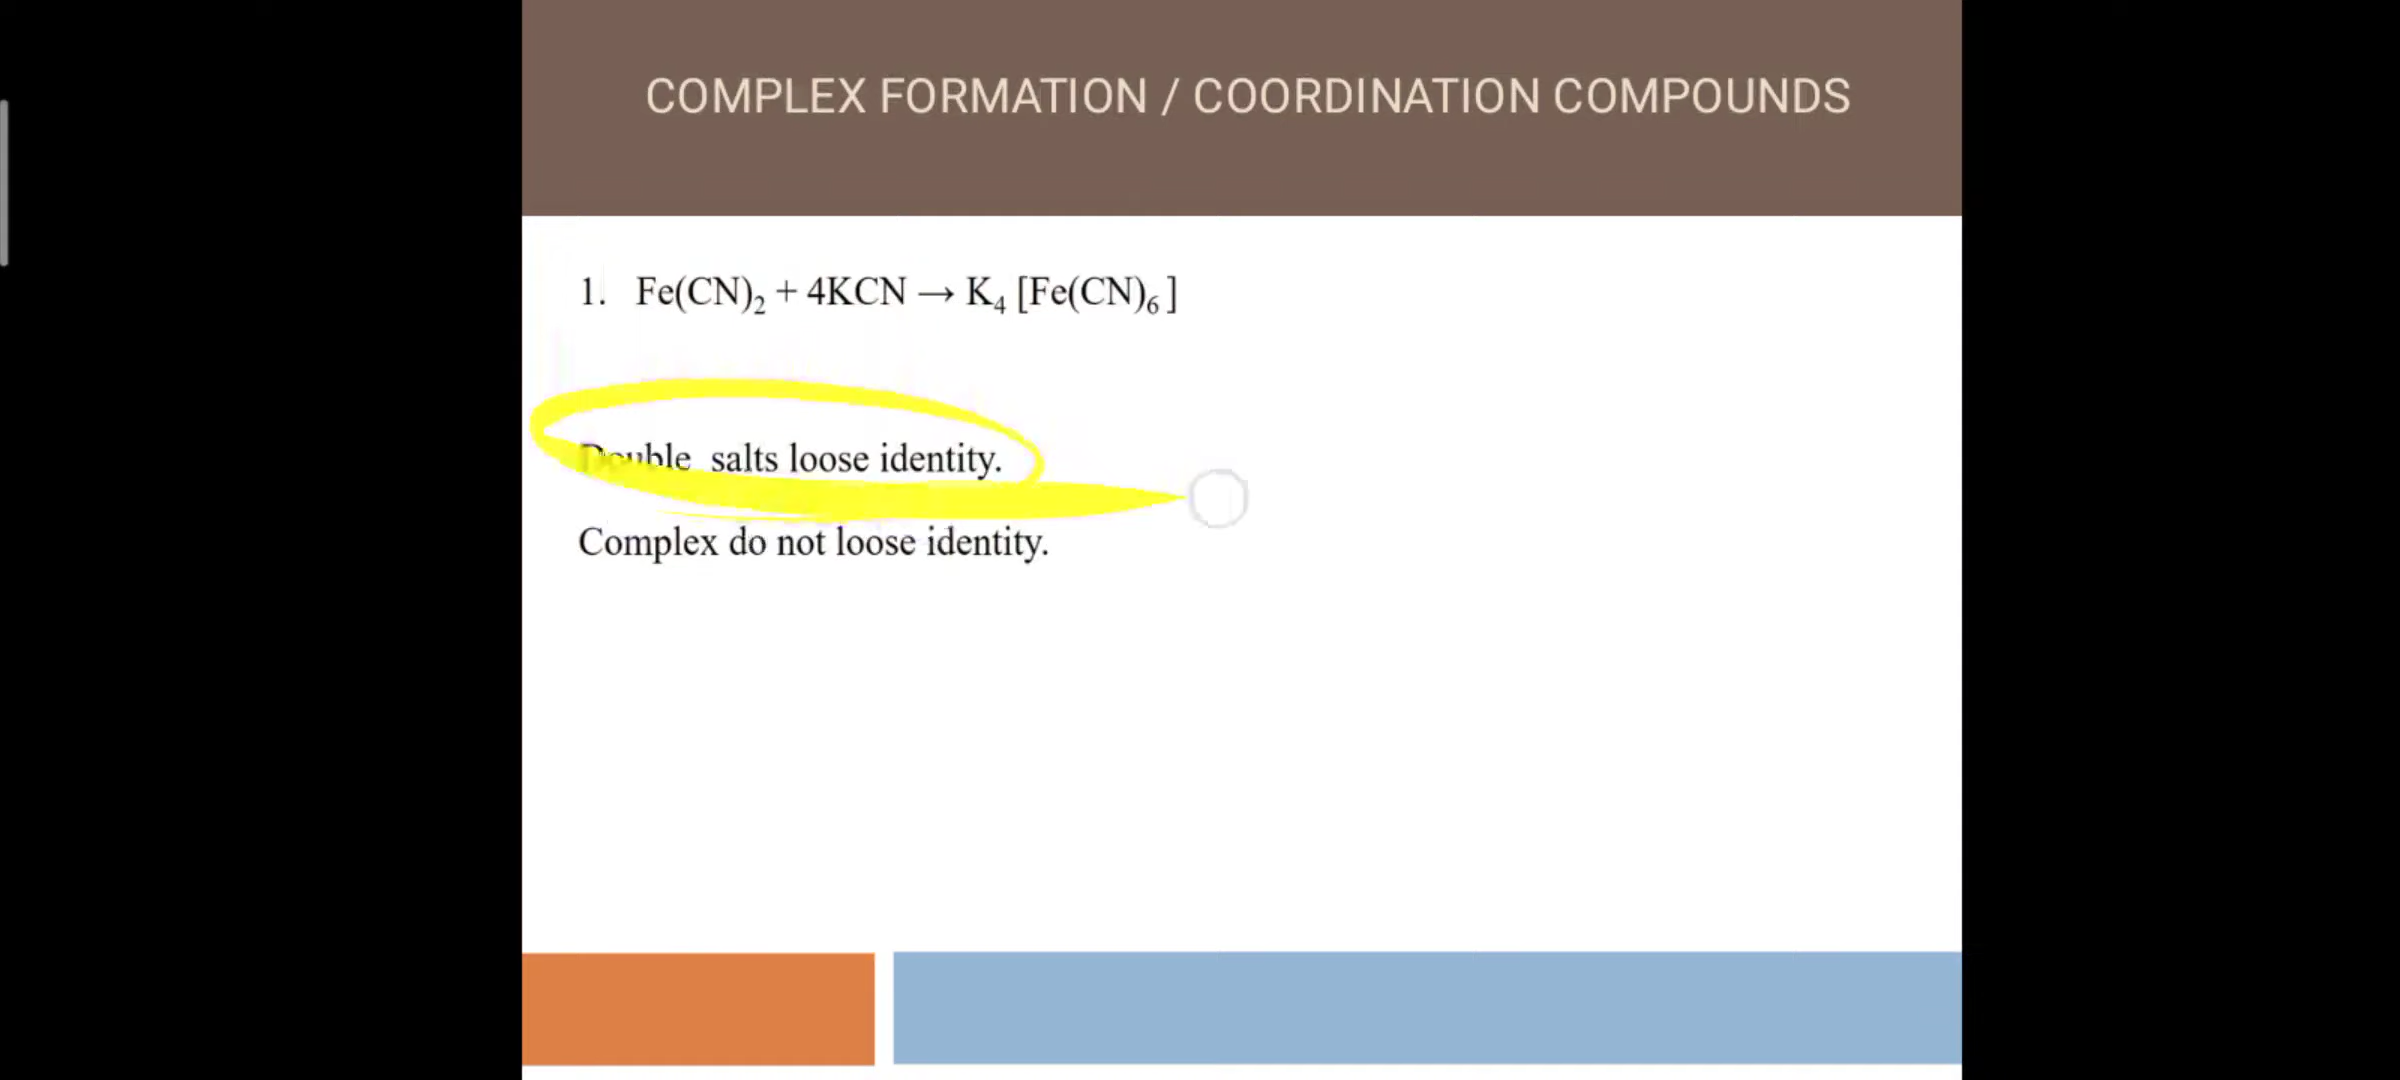 COMPLEX FORMATION / COORDINATION COMPOUNDS
1. Fe(CN)₂ + 4KCN → K₄ [Fe(CN)₆ ]
Double salts loose identity.
Complex do not loose identity.